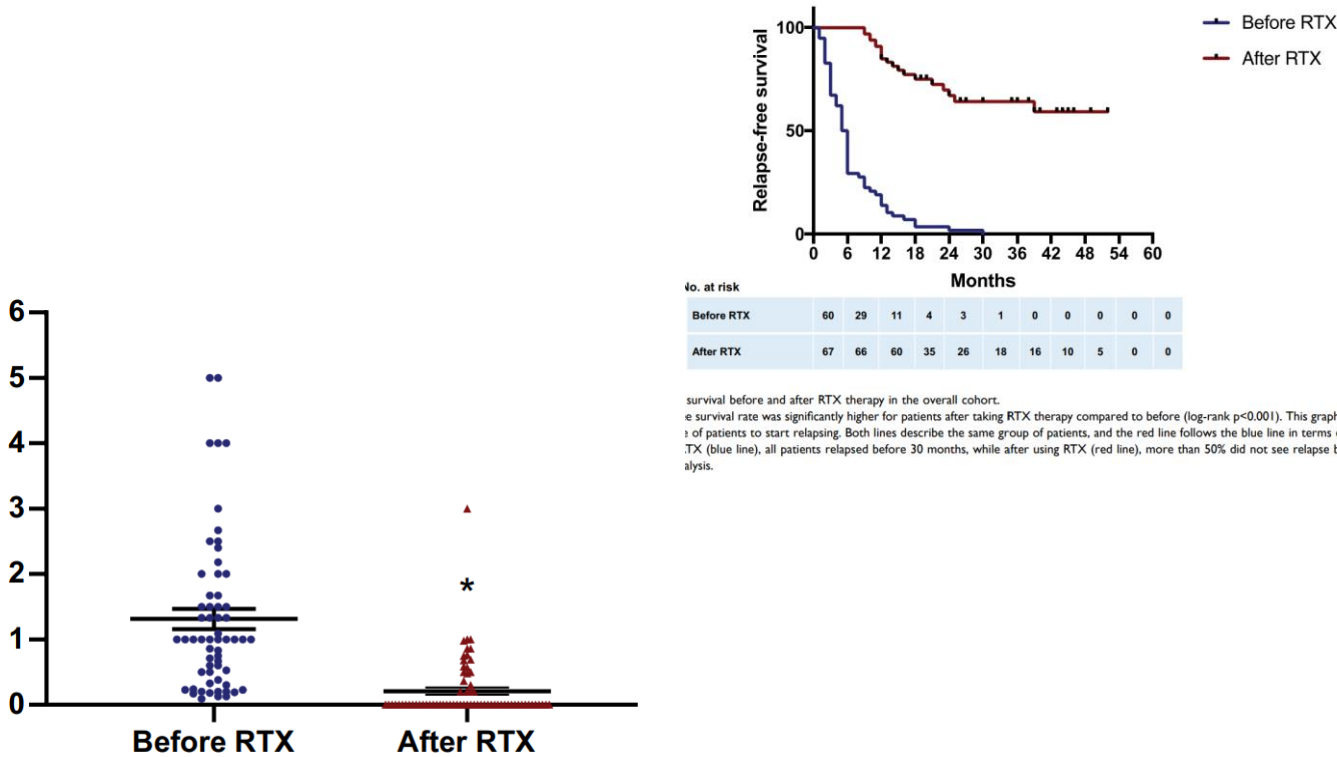 6
5
4
3
2
1
0
Before RTX After RTX
*
Relapse-free survival
100
50
0
0 6 12 18 24 30 36 42 48 54 60
Months
Before RTX
After RTX
No. at risk
Before RTX 60 29 11 4 3 1 0 0 0 0 0
After RTX 67 66 60 35 26 18 16 10 5 0 0
survival before and after RTX therapy in the overall cohort.
survival rate was significantly higher for patients after taking RTX therapy compared to before (log-rank p<0.001). This graph
of patients to start relapsing. Both lines describe the same group of patients, and the red line follows the blue line in terms
RTX (blue line), all patients relapsed before 30 months, while after using RTX (red line), more than 50% did not see relapse
alysis.